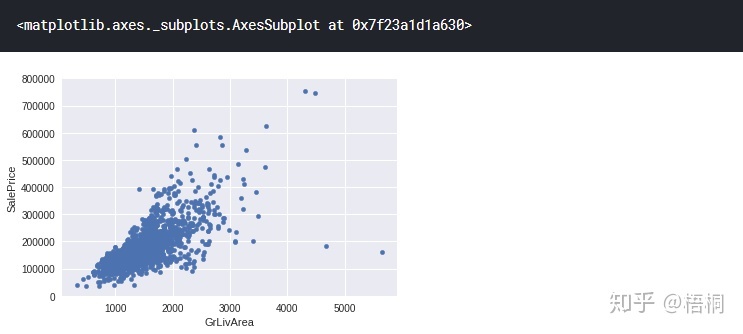 <matplotlib.axes._subplots.AxesSubplot at 0x7f23a1d1a630>
800000
700000
600000
500000
400000
300000
200000
100000
0
SalePrice
1000 2000 3000 4000 5000
GrLivArea
知乎 @梧桐